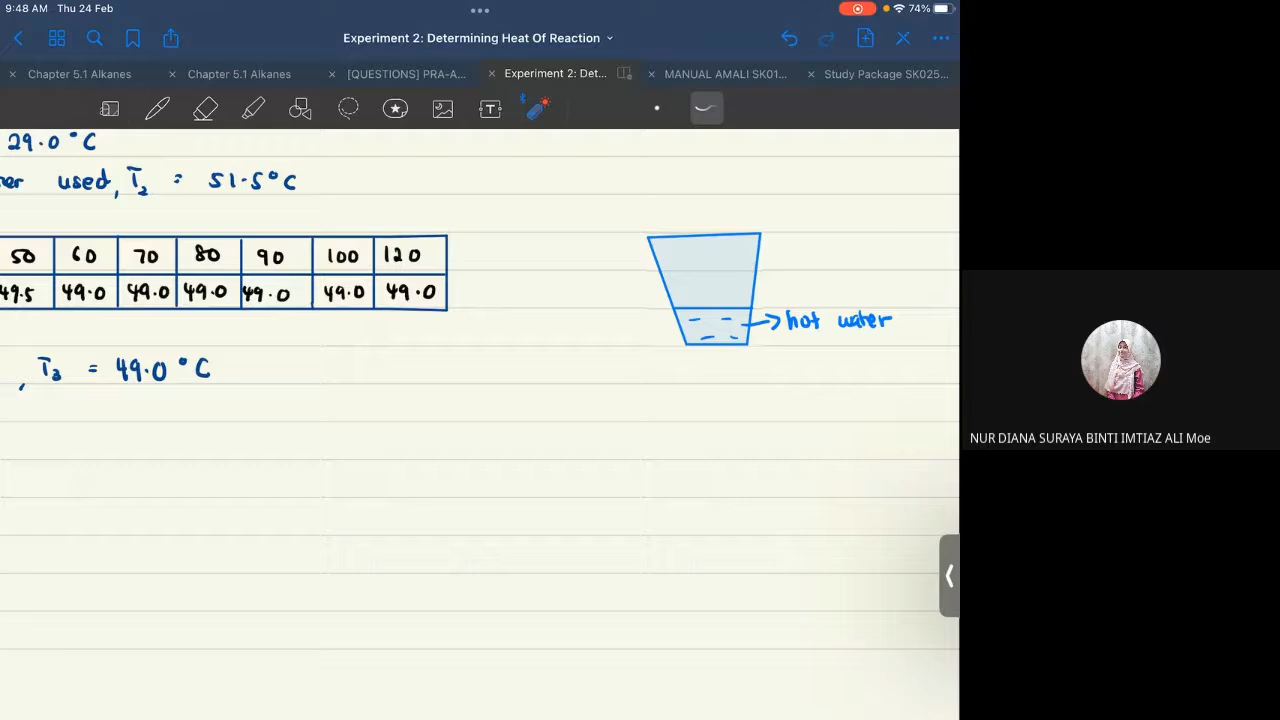 9:48 AM Thu 24 Feb
74%
Experiment 2: Determining Heat Of Reaction
Chapter 5.1 Alkanes
Chapter 5.1 Alkanes
[QUESTIONS] PRA-A...
Experiment 2: Det...
MANUAL AMALI SK01...
Study Package SK025...
29.0 °C
used, T2 = 51.5°C
50 60 70 80 90 100 120
49.5 49.0 49.0 49.0 49.0 49.0 49.0
hot water
, T3 = 49.0 °C
NUR DIANA SURAYA BINTI IMTIAZ ALI Moe